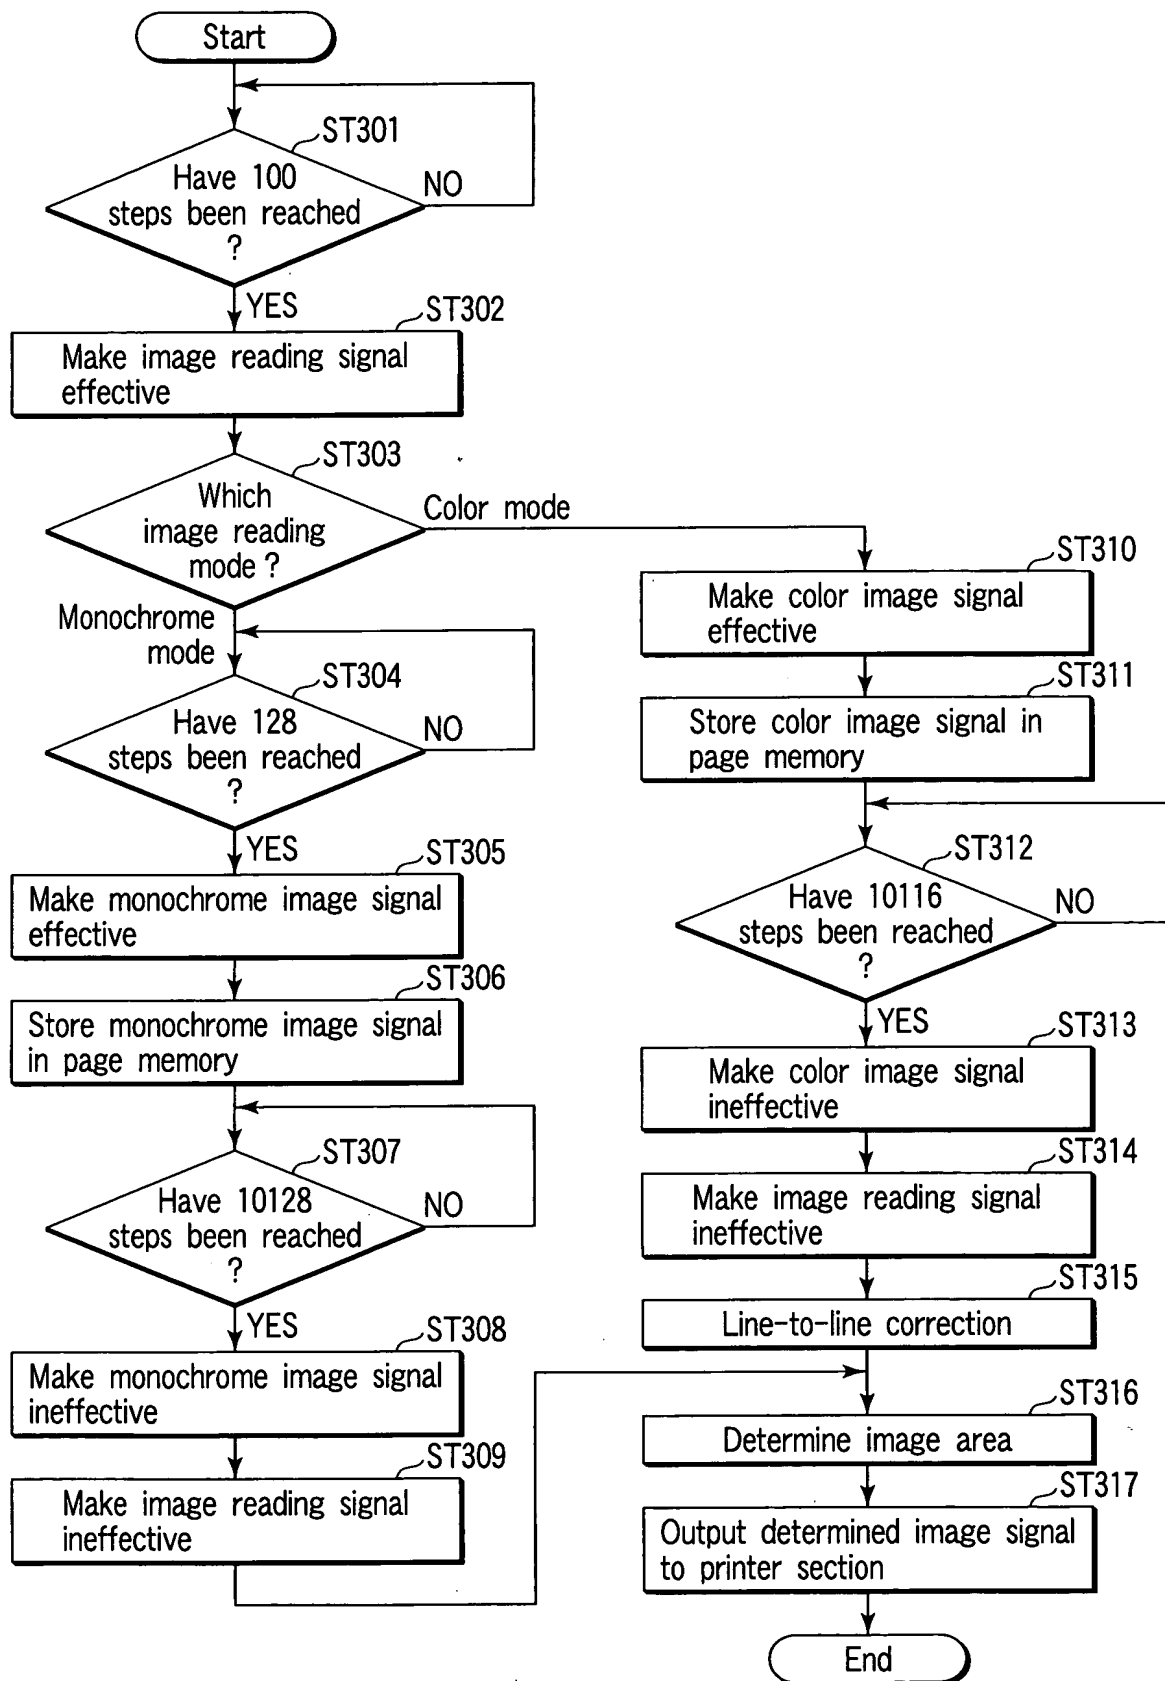 Start
ST301
Have 100
steps been reached
?
NO
YES
ST302
Make image reading signal
effective
ST303
Which
image reading
mode ?
Color mode
Monochrome
mode
ST304
Have 128
steps been reached
?
NO
YES
ST305
Make monochrome image signal
effective
ST306
Store monochrome image signal
in page memory
ST307
Have 10128
steps been reached
?
NO
YES
ST308
Make monochrome image signal
ineffective
ST309
Make image reading signal
ineffective
ST310
Make color image signal
effective
ST311
Store color image signal in
page memory
ST312
Have 10116
steps been reached
?
NO
YES
ST313
Make color image signal
ineffective
ST314
Make image reading signal
ineffective
ST315
Line-to-line correction
ST316
Determine image area
ST317
Output determined image signal
to printer section
End